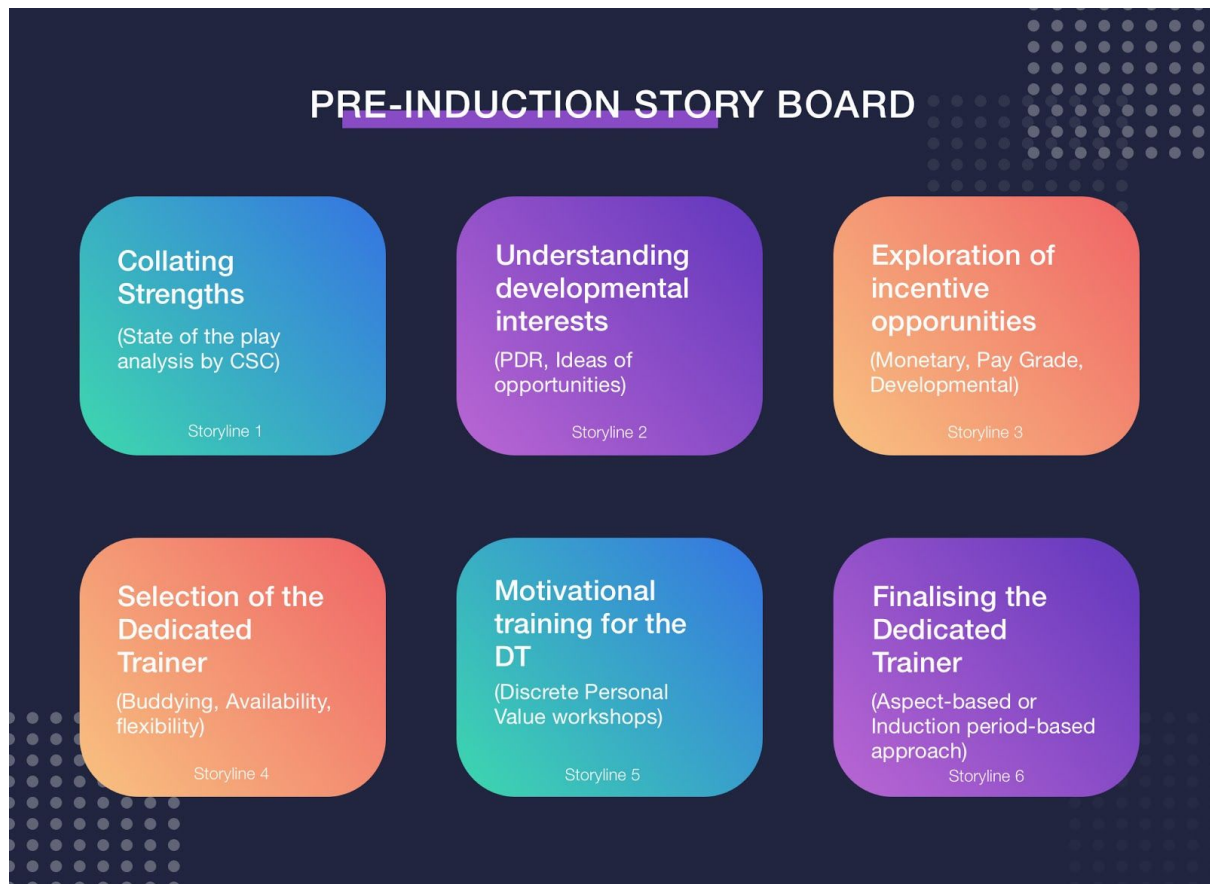 PRE-INDUCTION STORY BOARD
Collating
Strengths
(State of the play
analysis by CSC)
Storyline 1
Understanding
developmental
interests
(PDR, Ideas of
opportunities)
Storyline 2
Exploration of
incentive
opporunities
(Monetary, Pay Grade,
Developmental)
Storyline 3
Selection of the
Dedicated
Trainer
(Buddying, Availability,
flexibility)
Storyline 4
Motivational
training for the
DT
(Discrete Personal
Value workshops)
Storyline 5
Finalising the
Dedicated
Trainer
(Aspect-based or
Induction period-based
approach)
Storyline 6